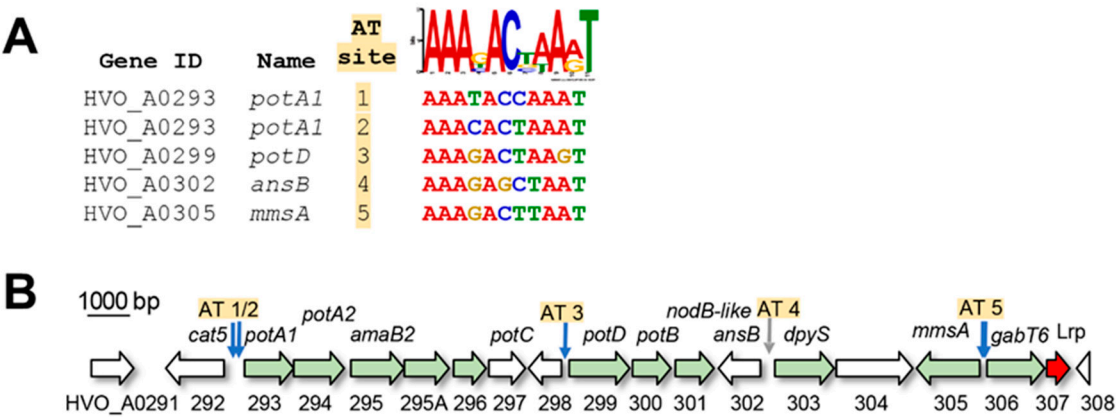 A
Gene ID Name AT site AAAGACTAAAT
HVO_A0293 potA1 1 AAATACCAAAT
HVO_A0293 potA1 2 AAACACTAAAT
HVO_A0299 potD 3 AAAGACTAAGT
HVO_A0302 ansB 4 AAAGAGCTAAT
HVO_A0305 mmsA 5 AAAGACTTAAT
B
1000 bp
AT 1/2 AT 3 nodB-like AT 4 AT 5
cat5 potA1 potA2 amaB2 potC potD potB ansB dpyS mmsA gabT6 Lrp
HVO_A0291 292 293 294 295 295A 296 297 298 299 300 301 302 303 304 305 306 307 308